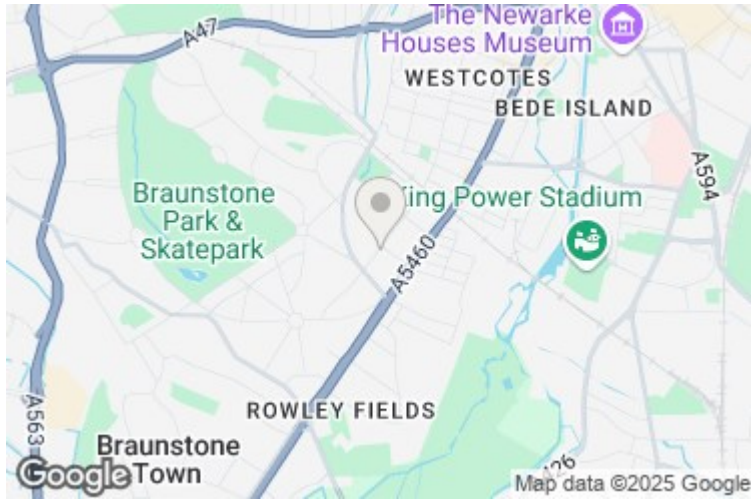 The Newarke
Houses Museum
A47
WESTCOTES
BEDE ISLAND
A594
Braunstone
Park &
Skatepark
King Power Stadium
A5460
ROWLEY FIELDS
A563
Braunstone
Town
Google
Map data ©2025 Google